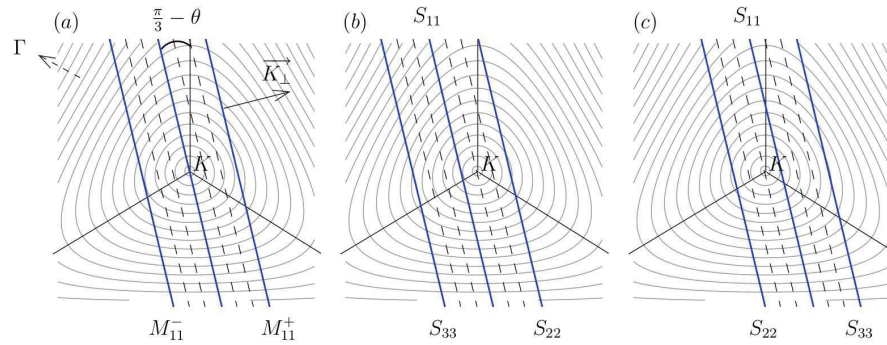 (a) π/3 − θ
Γ
K⊥
K
M₁₁⁻ M₁₁⁺
(b) S₁₁
K
S₃₃ S₂₂
(c) S₁₁
K
S₂₂ S₃₃